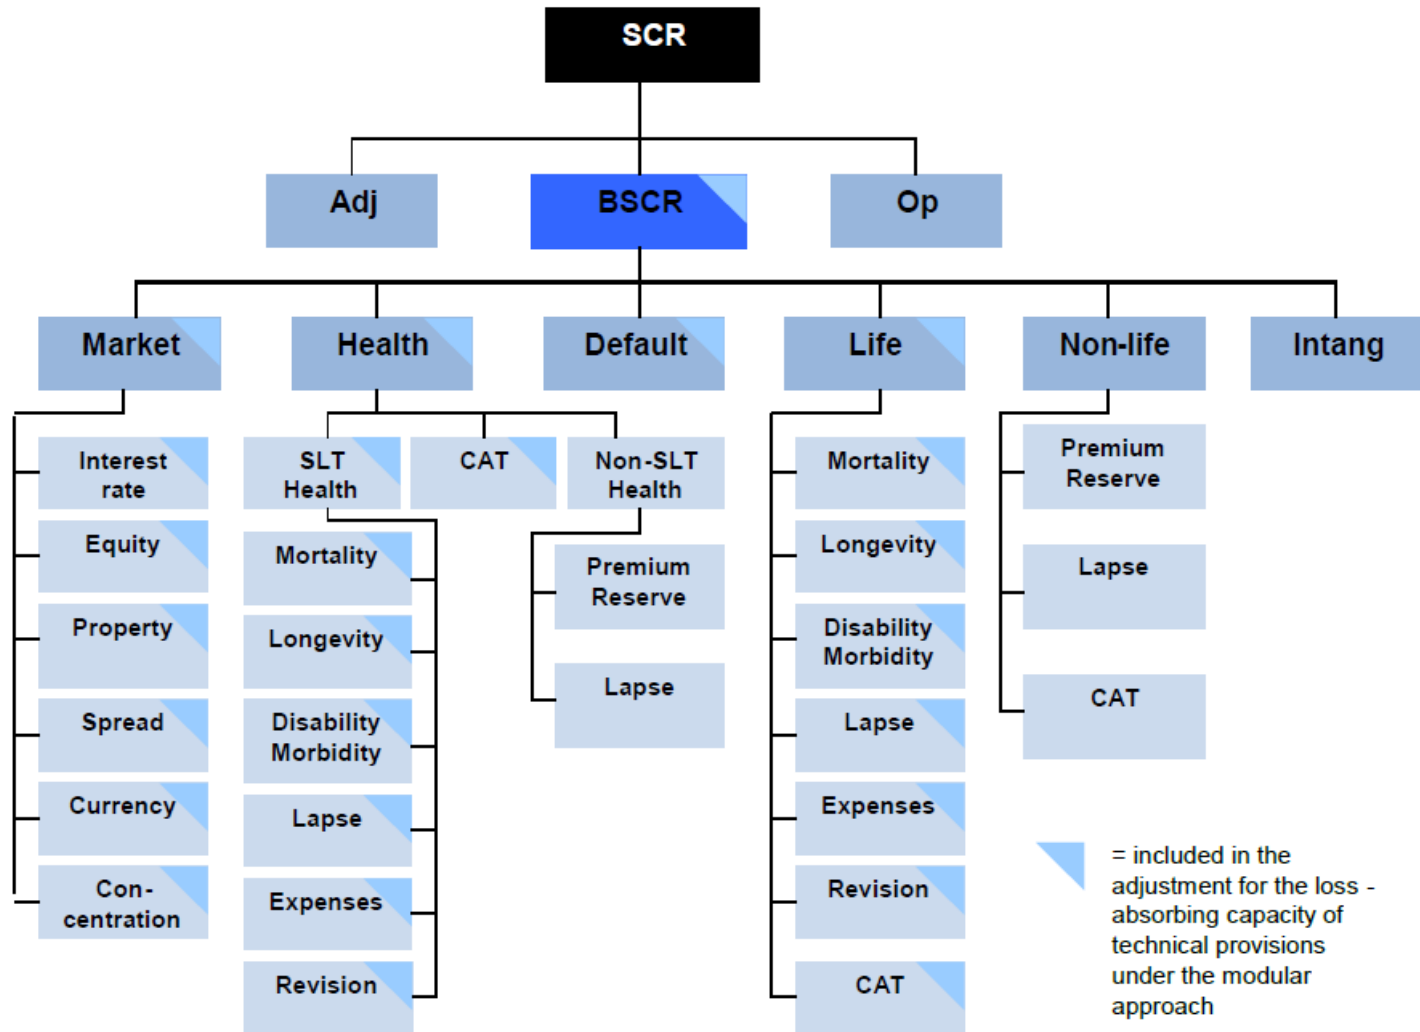 SCR
Adj
BSCR
Op
Market
Health
Default
Life
Non-life
Intang
Interest
rate
Equity
Property
Spread
Currency
Con-
centration
SLT
Health
CAT
Non-SLT
Health
Mortality
Longevity
Disability
Morbidity
Lapse
Expenses
Revision
Premium
Reserve
Lapse
Mortality
Longevity
Disability
Morbidity
Lapse
Expenses
Revision
CAT
Premium
Reserve
Lapse
CAT
= included in the
adjustment for the loss -
absorbing capacity of
technical provisions
under the modular
approach